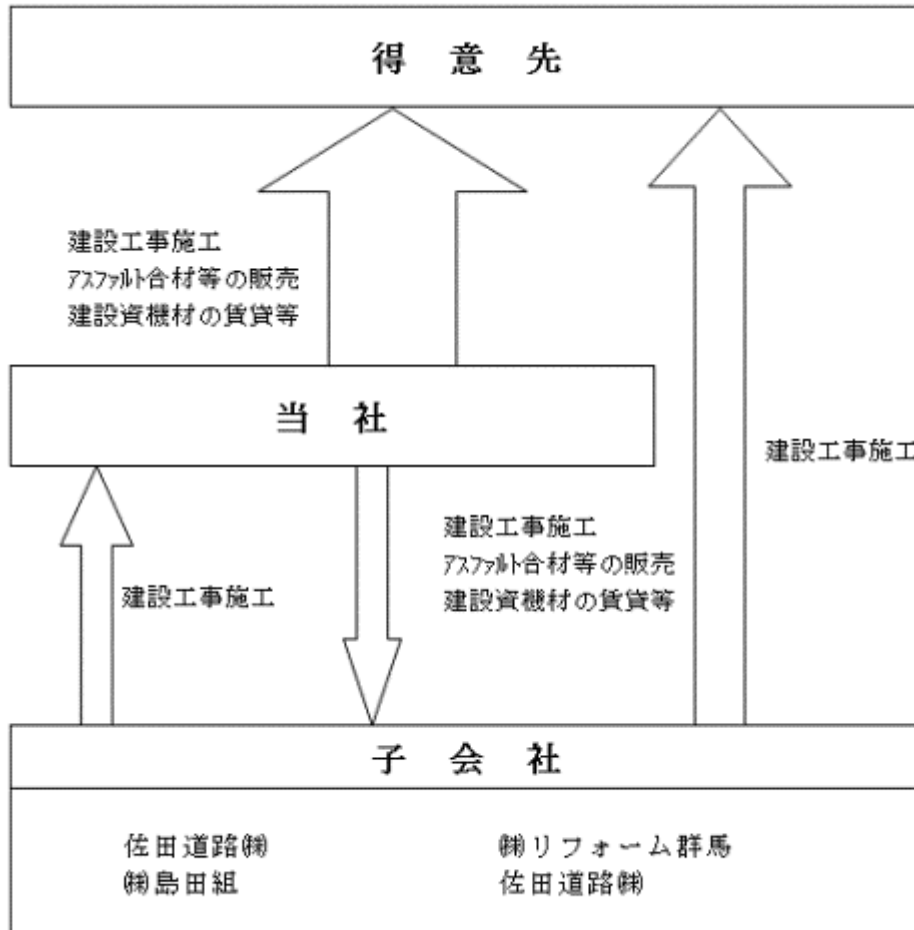 得意先
建設工事施工
アスファルト合材等の販売
建設資機材の賃貸等
当社
建設工事施工
建設工事施工
アスファルト合材等の販売
建設資機材の賃貸等
建設工事施工
子会社
佐田道路㈱
㈱リフォーム群馬
㈱島田組
佐田道路㈱